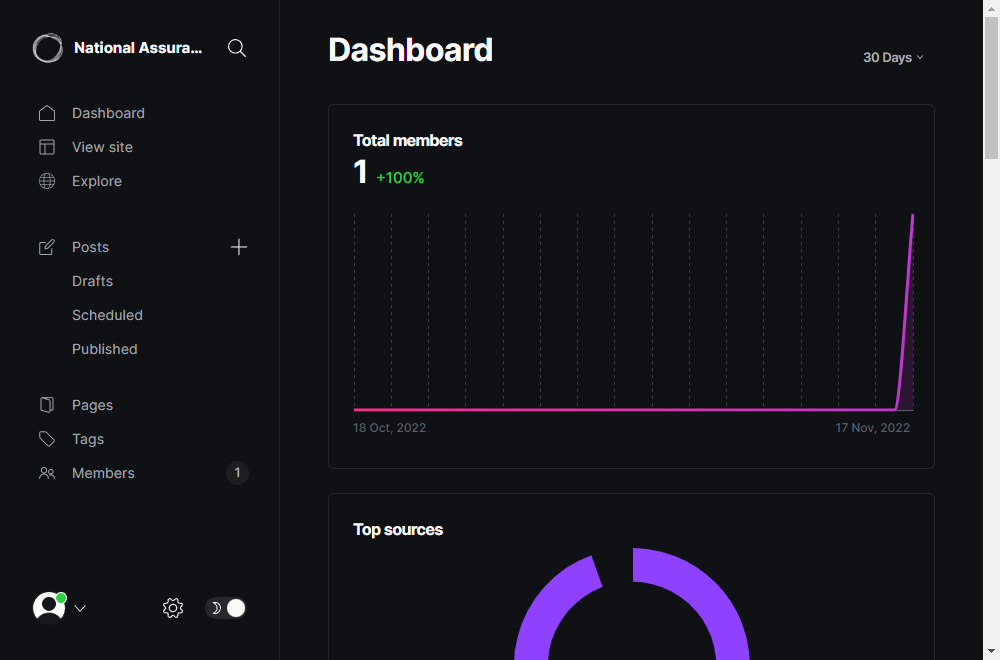 National Assura...
Dashboard
View site
Explore
Posts
Drafts
Scheduled
Published
Pages
Tags
Members
1
Dashboard
30 Days
Total members
1 +100%
18 Oct, 2022
17 Nov, 2022
Top sources